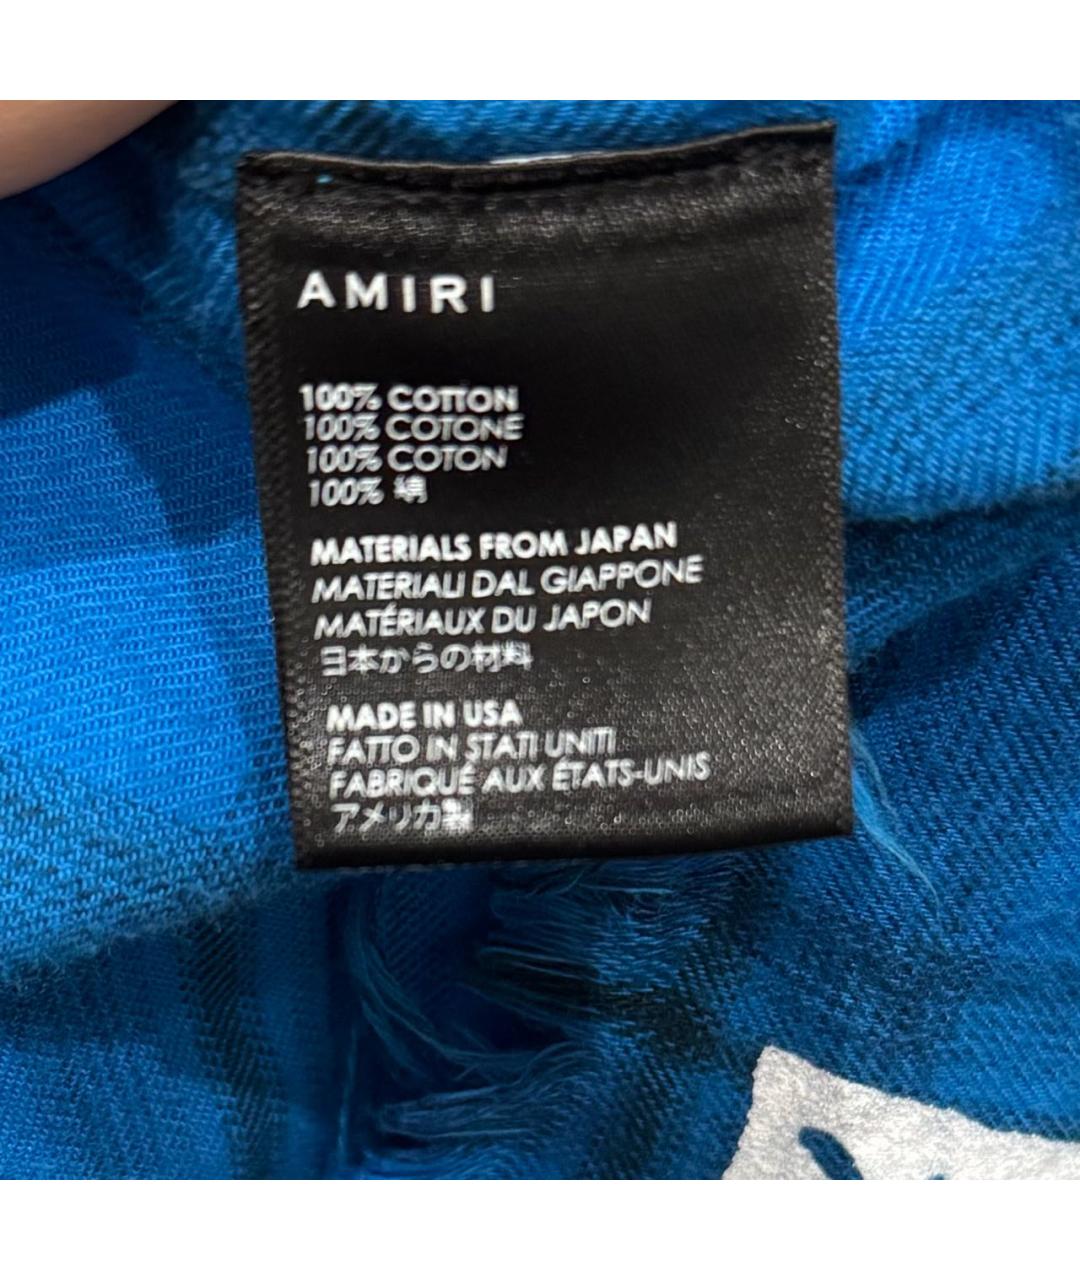 AMIRI
100% COTTON
100% COTONE
100% COTON
100%
MATERIALS FROM JAPAN
MATERIALI DAL GIAPPONE
MATÉRIAUX DU JAPON
日本からの材料
MADE IN USA
FATTO IN STATI UNITI
FABRIQUÉ AUX ÉTATS-UNIS
アメリカ製